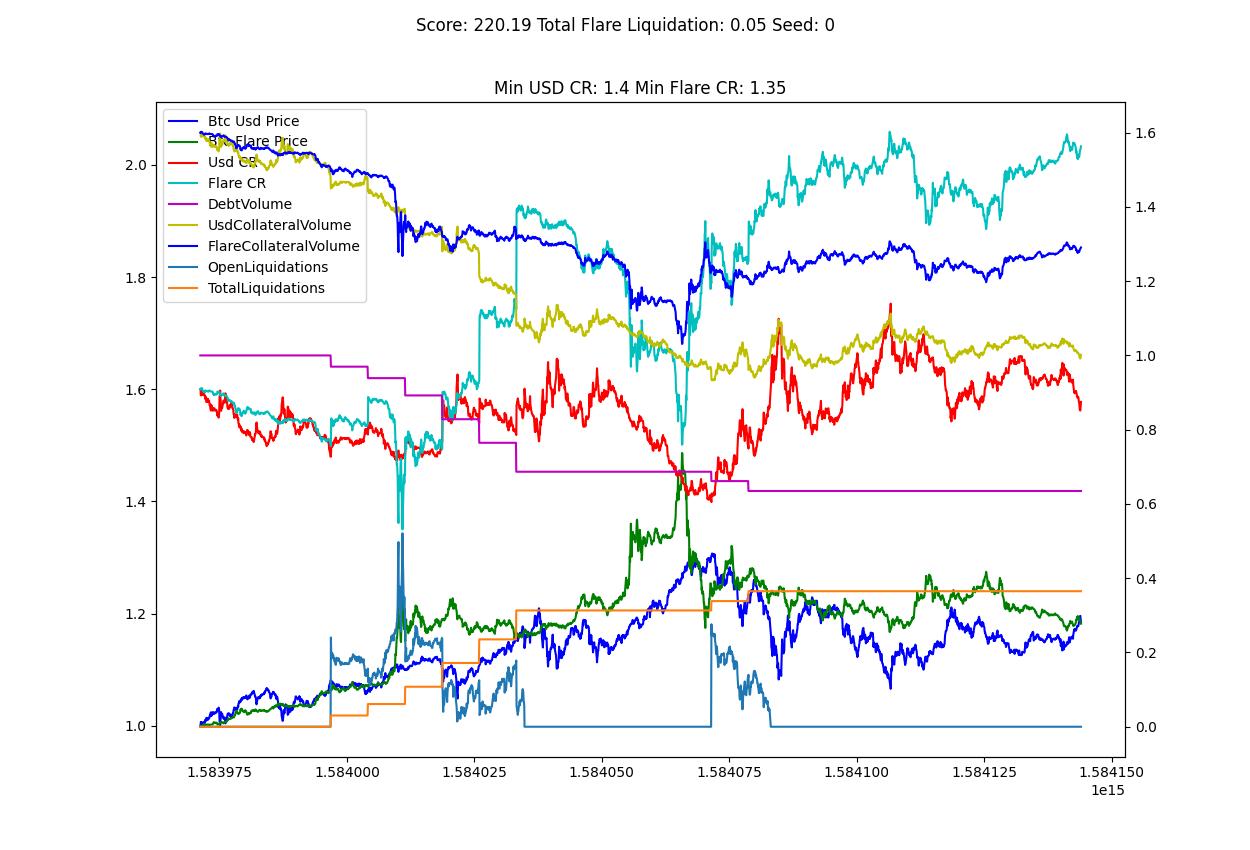 Score: 220.19 Total Flare Liquidation: 0.05 Seed: 0
Min USD CR: 1.4 Min Flare CR: 1.35
Btc Usd Price
Btc Flare Price
Usd CR
Flare CR
DebtVolume
UsdCollateralVolume
FlareCollateralVolume
OpenLiquidations
TotalLiquidations
2.0
1.8
1.6
1.4
1.2
1.0
1.6
1.4
1.2
1.0
0.8
0.6
0.4
0.2
0.0
1.583975 1.584000 1.584025 1.584050 1.584075 1.584100 1.584125 1.584150
1e15